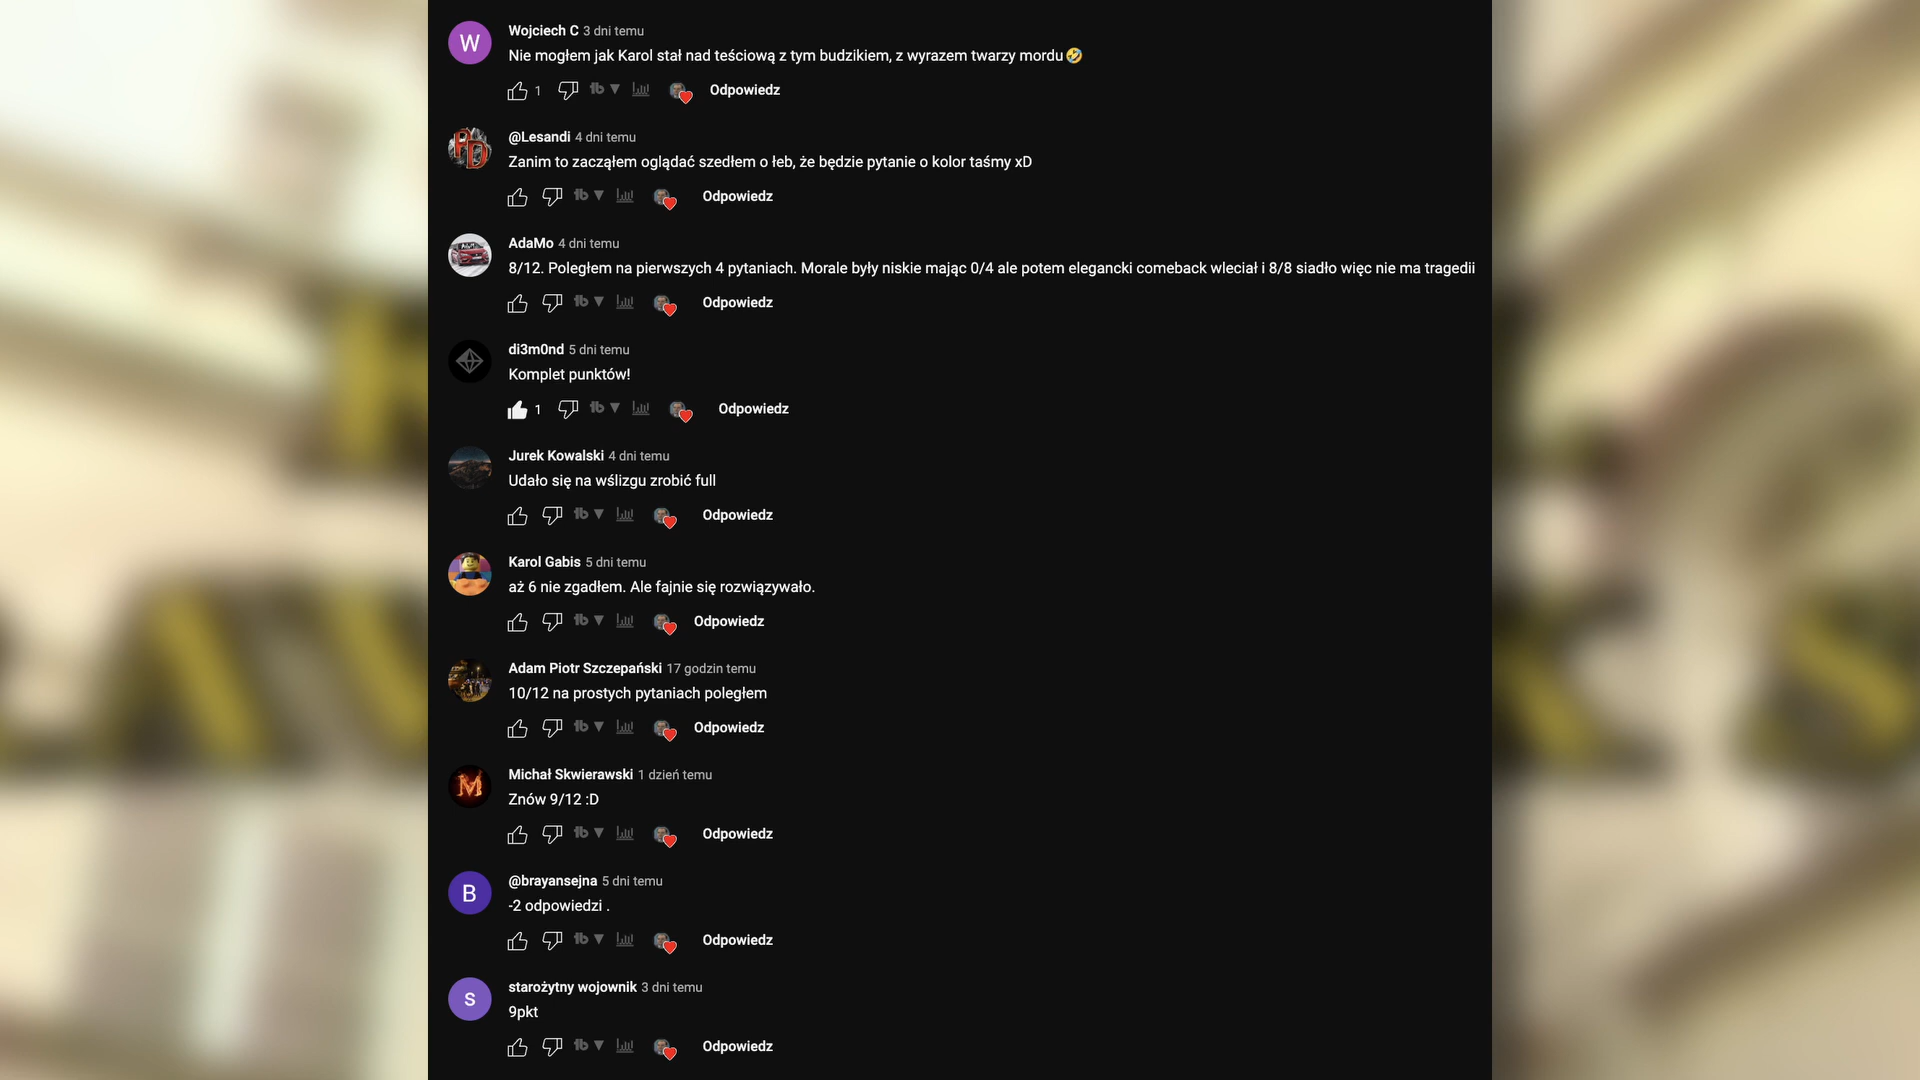 W
Wojciech C 3 dni temu
Nie mogłem jak Karol stał nad teściową z tym budzikiem, z wyrazem twarzy mordu🤣
1 Odpowiedz
@Lesandi 4 dni temu
Zanim to zacząłem oglądać szedłem o łeb, że będzie pytanie o kolor taśmy xD
Odpowiedz
AdaMo 4 dni temu
8/12. Poległem na pierwszych 4 pytaniach. Morale były niskie mając 0/4 ale potem elegancki comeback wleciał i 8/8 siadło więc nie ma tragedii
Odpowiedz
di3m0nd 5 dni temu
Komplet punktów!
1 Odpowiedz
Jurek Kowalski 4 dni temu
Udało się na wślizgu zrobić full
Odpowiedz
Karol Gabis 5 dni temu
aż 6 nie zgadłem. Ale fajnie się rozwiązywało.
Odpowiedz
Adam Piotr Szczepański 17 godzin temu
10/12 na prostych pytaniach poległem
Odpowiedz
M
Michał Skwierawski 1 dzień temu
Znów 9/12 :D
Odpowiedz
B
@brayansejna 5 dni temu
-2 odpowiedzi .
Odpowiedz
S
starożytny wojownik 3 dni temu
9pkt
Odpowiedz